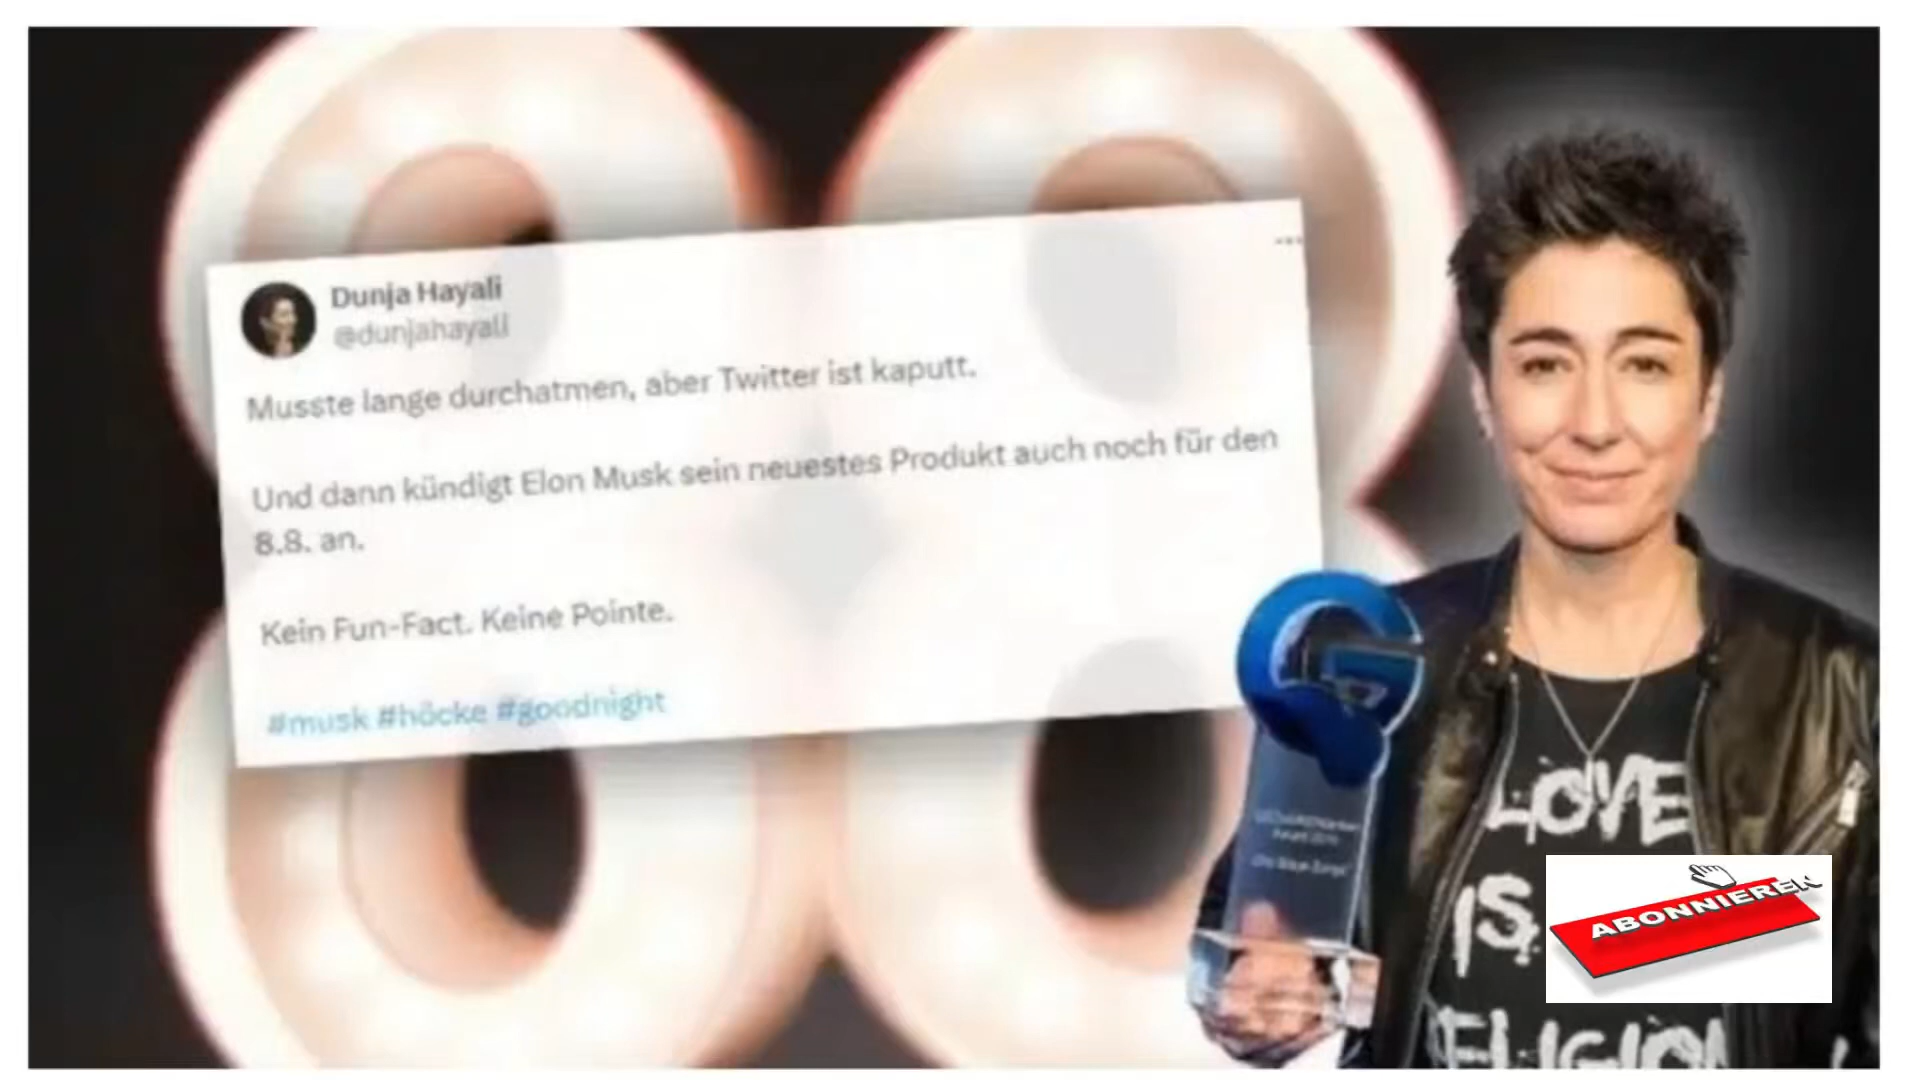 88
Dunja Hayali
@dunjahayali
Musste lange durchatmen, aber Twitter ist kaputt.
Und dann kündigt Elon Musk sein neuestes Produkt auch noch für den
8.8. an.
Kein Fun-Fact. Keine Pointe.
#musk #höcke #goodnight
LOVE
IS
ABONNIEREN